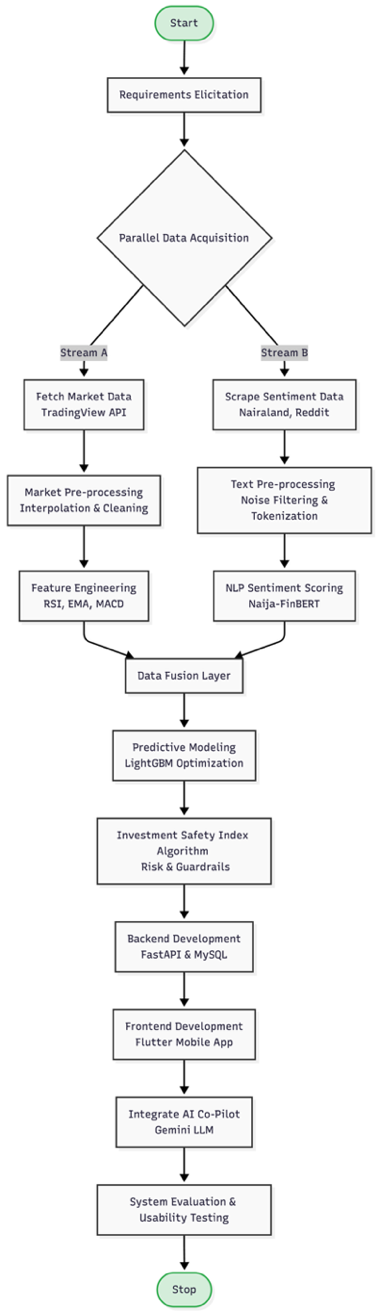 Start
Requirements Elicitation
Parallel Data Acquisition
Stream A
Stream B
Fetch Market Data
TradingView API
Scrape Sentiment Data
Nairaland, Reddit
Market Pre-processing
Interpolation & Cleaning
Text Pre-processing
Noise Filtering &
Tokenization
Feature Engineering
RSI, EMA, MACD
NLP Sentiment Scoring
Naija-FinBERT
Data Fusion Layer
Predictive Modeling
LightGBM Optimization
Investment Safety Index
Algorithm
Risk & Guardrails
Backend Development
FastAPI & MySQL
Frontend Development
Flutter Mobile App
Integrate AI Co-Pilot
Gemini LLM
System Evaluation &
Usability Testing
Stop